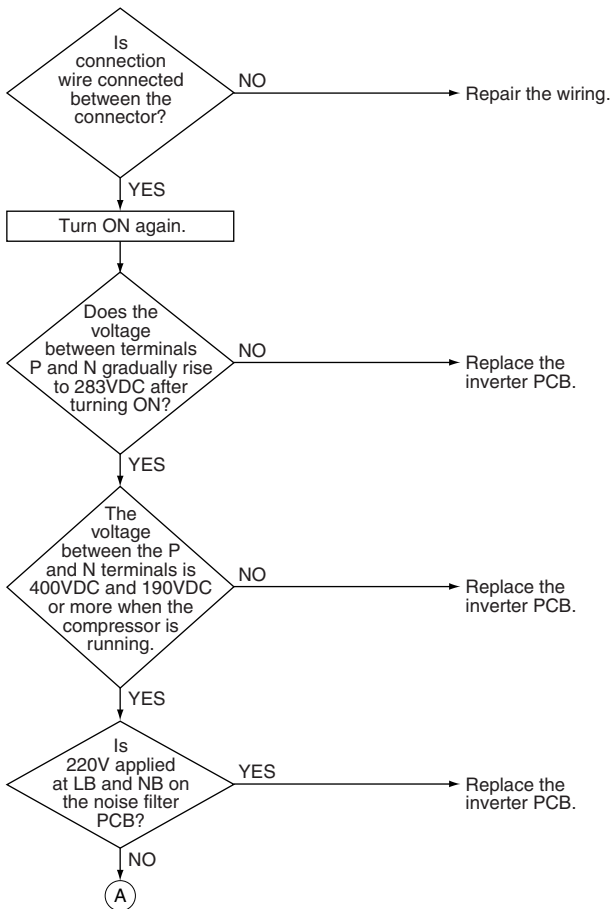 Is
connection
wire connected
between the
connector?
NO
Repair the wiring.
YES
Turn ON again.
Does the
voltage
between terminals
P and N gradually rise
to 283VDC after
turning ON?
NO
Replace the
inverter PCB.
YES
The
voltage
between the P
and N terminals is
400VDC and 190VDC
or more when the
compressor is
running.
NO
Replace the
inverter PCB.
YES
Is
220V applied
at LB and NB on
the noise filter
PCB?
YES
Replace the
inverter PCB.
NO
A